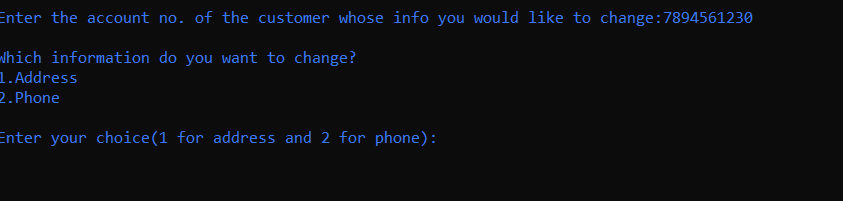 Enter the account no. of the customer whose info you would like to change:7894561230
Which information do you want to change?
1.Address
2.Phone
Enter your choice(1 for address and 2 for phone):